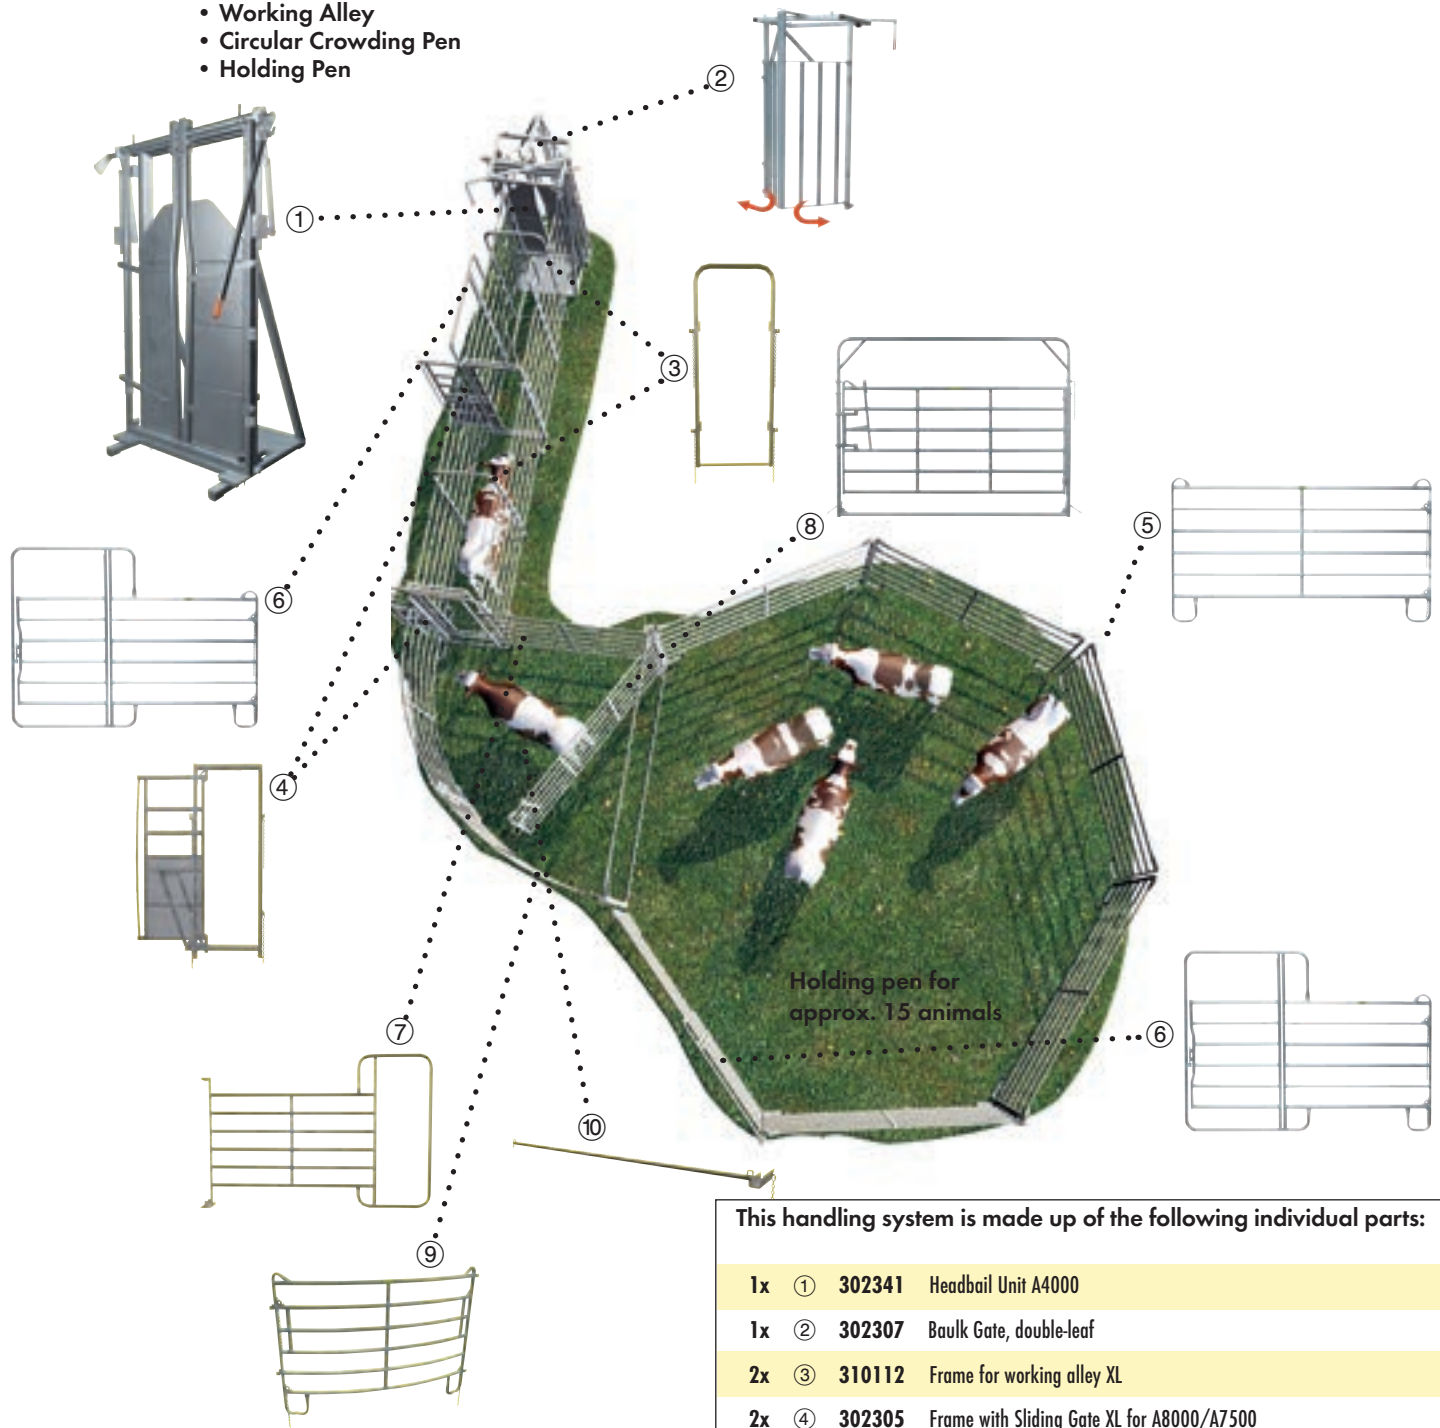 • Working Alley
• Circular Crowding Pen
• Holding Pen
②
①
③
⑧
⑤
⑥
④
Holding pen for
approx. 15 animals
⑦
⑥
⑩
⑨
This handling system is made up of the following individual parts:
1x ① 302341 Headbail Unit A4000
1x ② 302307 Baulk Gate, double-leaf
2x ③ 310112 Frame for working alley XL
2x ④ 302305 Frame with Sliding Gate XL for A8000/A7500